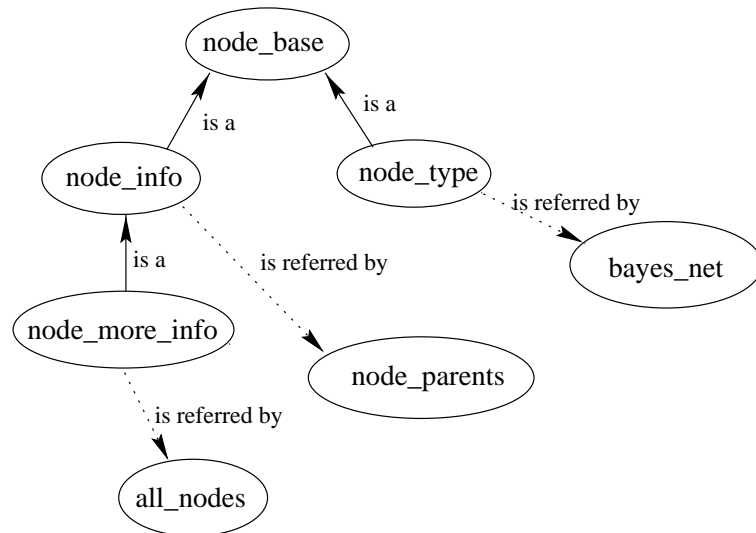 node_base
is a
is a
node_info
node_type
is referred by
is a
is referred by
bayes_net
node_more_info
node_parents
is referred by
all_nodes